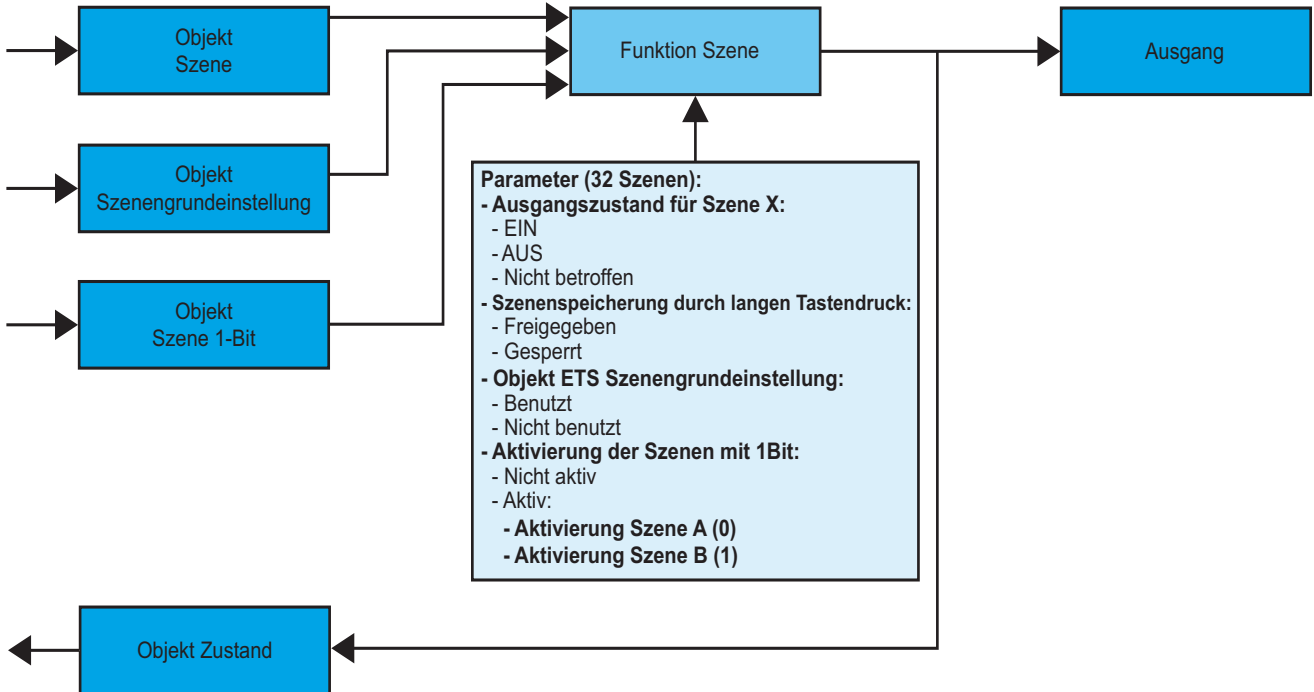 Objekt
Szene
Funktion Szene
Ausgang
Objekt
Szenengrundeinstellung
Objekt
Szene 1-Bit
Parameter (32 Szenen):
- Ausgangszustand für Szene X:
- EIN
- AUS
- Nicht betroffen
- Szenenspeicherung durch langen Tastendruck:
- Freigegeben
- Gesperrt
- Objekt ETS Szenengrundeinstellung:
- Benutzt
- Nicht benutzt
- Aktivierung der Szenen mit 1Bit:
- Nicht aktiv
- Aktiv:
- Aktivierung Szene A (0)
- Aktivierung Szene B (1)
Objekt Zustand